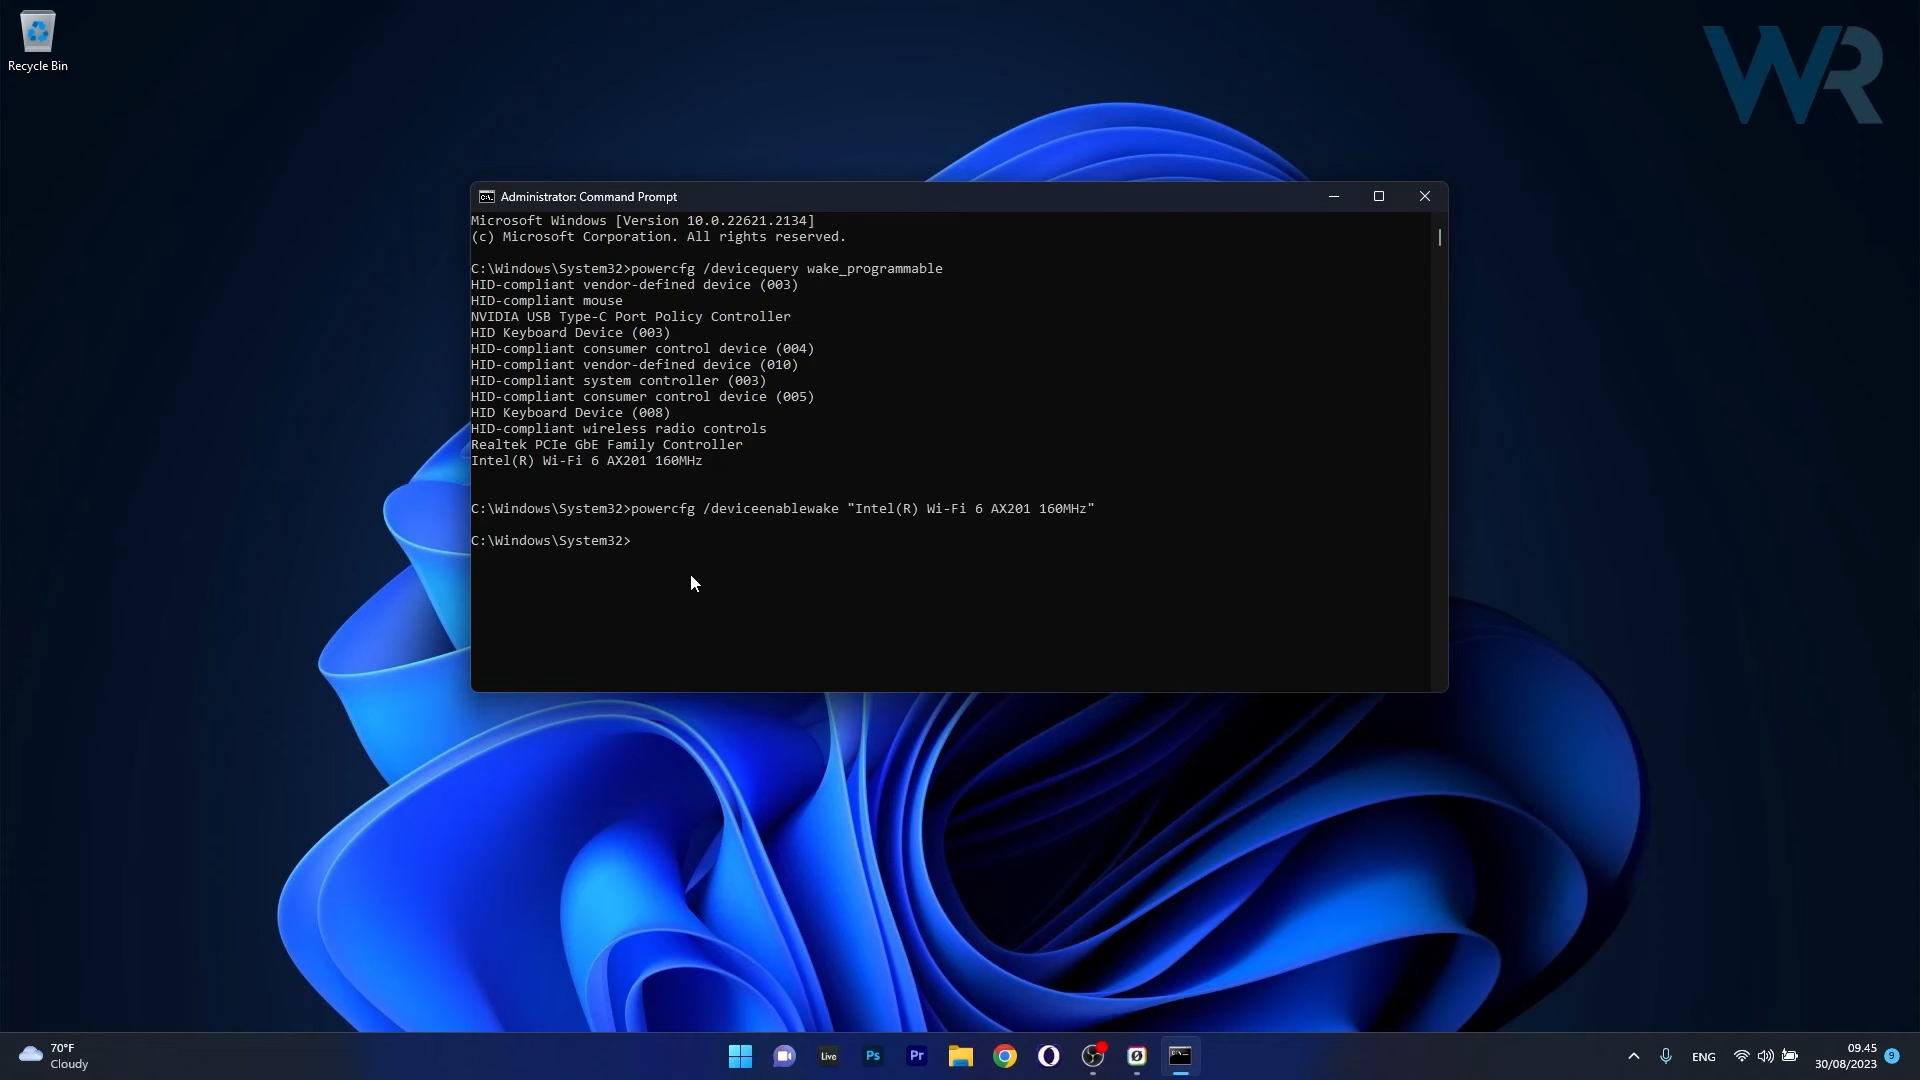 Recycle Bin
WR
Administrator: Command Prompt
Microsoft Windows [Version 10.0.22621.2134]
(c) Microsoft Corporation. All rights reserved.
C:\Windows\System32>powercfg /devicequery wake_programmable
HID-compliant vendor-defined device (003)
HID-compliant mouse
NVIDIA USB Type-C Port Policy Controller
HID Keyboard Device (003)
HID-compliant consumer control device (004)
HID-compliant vendor-defined device (010)
HID-compliant system controller (003)
HID-compliant consumer control device (005)
HID Keyboard Device (008)
HID-compliant wireless radio controls
Realtek PCIe GbE Family Controller
Intel(R) Wi-Fi 6 AX201 160MHz
C:\Windows\System32>powercfg /deviceenablewake "Intel(R) Wi-Fi 6 AX201 160MHz"
C:\Windows\System32>
70°F
Cloudy
Live
Ps
Pr
ENG
09.45
30/08/2023
9